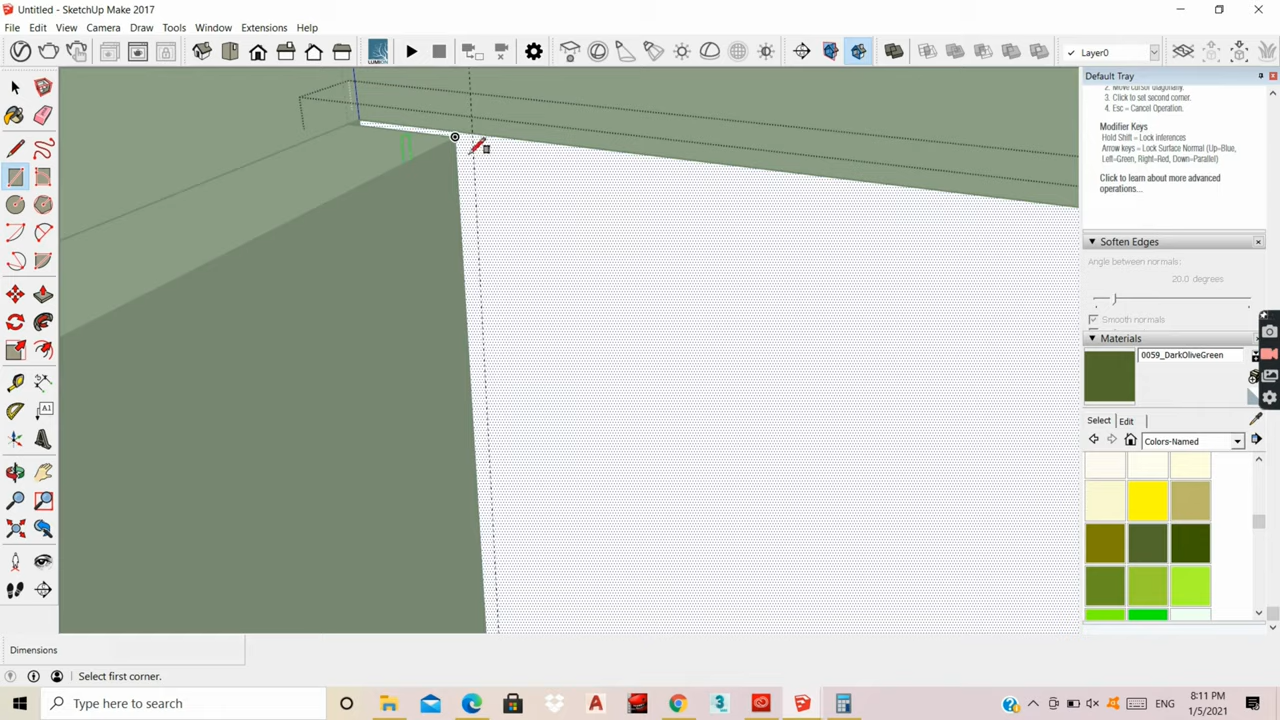 Untitled - SketchUp Make 2017
File Edit View Camera Draw Tools Window Extensions Help
LUMION
Layer0
Default Tray
3. Click to set second corner.
4. Esc = Cancel Operation.
Modifier Keys
Hold Shift = Lock inferences
Arrow keys = Lock Surface Normal (Up=Blue,
Left=Green, Right=Red, Down=Parallel)
Click to learn about more advanced
operations...
Soften Edges
Angle between normals:
20.0 degrees
Smooth normals
Materials
0059_DarkOliveGreen
Select Edit
Colors-Named
A1
Dimensions
Select first corner.
Type here to search
ENG
8:11 PM
1/5/2021